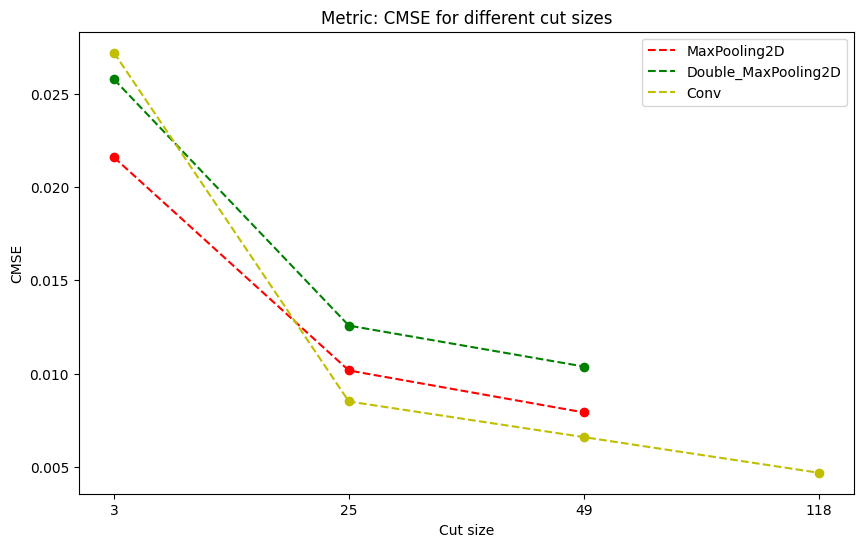 Metric: CMSE for different cut sizes
MaxPooling2D
Double_MaxPooling2D
Conv
0.025
0.020
0.015
0.010
0.005
CMSE
3 25 49 118
Cut size